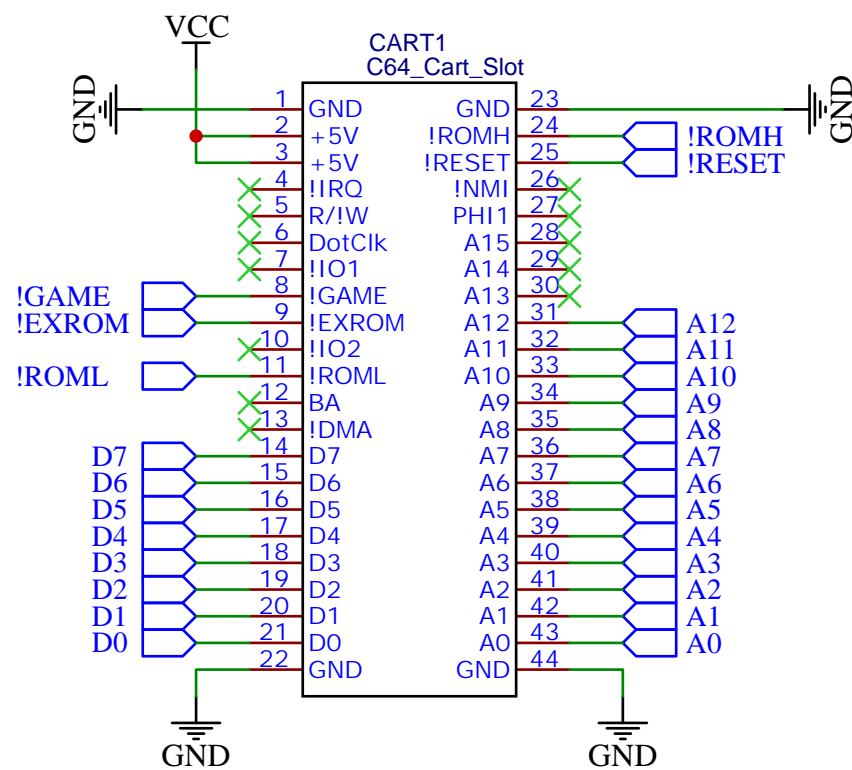 VCC
CART1
C64_Cart_Slot
GND 1 GND GND 23 GND
2 +5V !ROMH 24 !ROMH
3 +5V !RESET 25 !RESET
4 !IRQ !NMI 26
5 R/!W PHI1 27
6 DotClk A15 28
7 !IO1 A14 29
!GAME 8 !GAME A13 30
!EXROM 9 !EXROM A12 31 A12
10 !IO2 A11 32 A11
!ROML 11 !ROML A10 33 A10
12 BA A9 34 A9
13 !DMA A8 35 A8
D7 14 D7 A7 36 A7
D6 15 D6 A6 37 A6
D5 16 D5 A5 38 A5
D4 17 D4 A4 39 A4
D3 18 D3 A3 40 A3
D2 19 D2 A2 41 A2
D1 20 D1 A1 42 A1
D0 21 D0 A0 43 A0
22 GND GND 44
GND GND